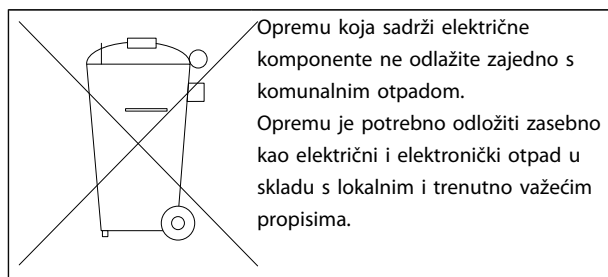 Opremu koja sadrži električne
komponente ne odlažite zajedno s
komunalnim otpadom.
Opremu je potrebno odložiti zasebno
kao električni i elektronički otpad u
skladu s lokalnim i trenutno važećim
propisima.